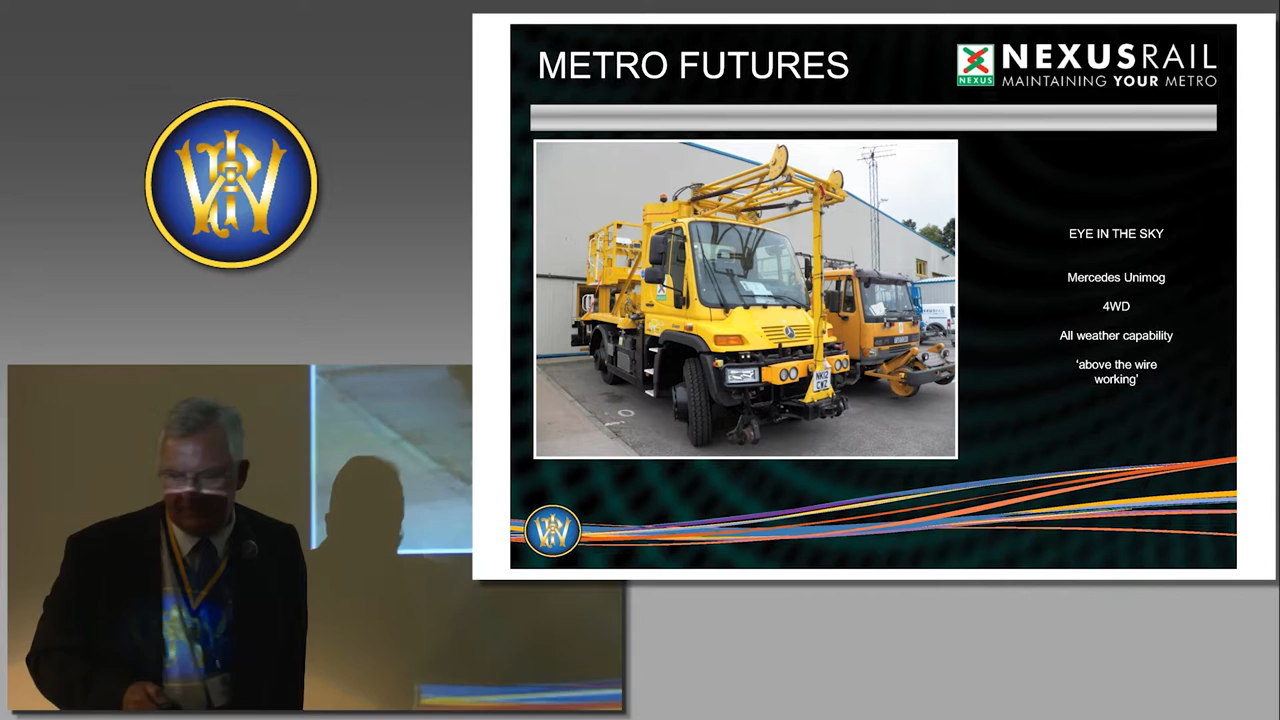 METRO FUTURES
NEXUS
NEXUSRAIL
MAINTAINING YOUR METRO
EYE IN THE SKY
Mercedes Unimog
4WD
All weather capability
‘above the wire
working’
NK12